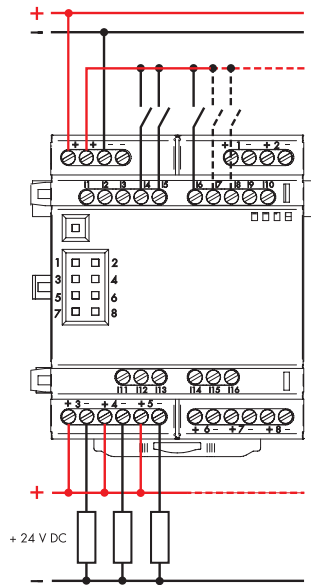 +
-
+ + - - + 1 - + 2 -
I1 I2 I3 I4 I5 I6 I7 I8 I9 I10
1 2
3 4
5 6
7 8
I11 I12 I13 I14 I15 I16
+ 3 - + 4 - + 5 -
+ 6 - + 7 - + 8 -
+
+ 24 V DC
-